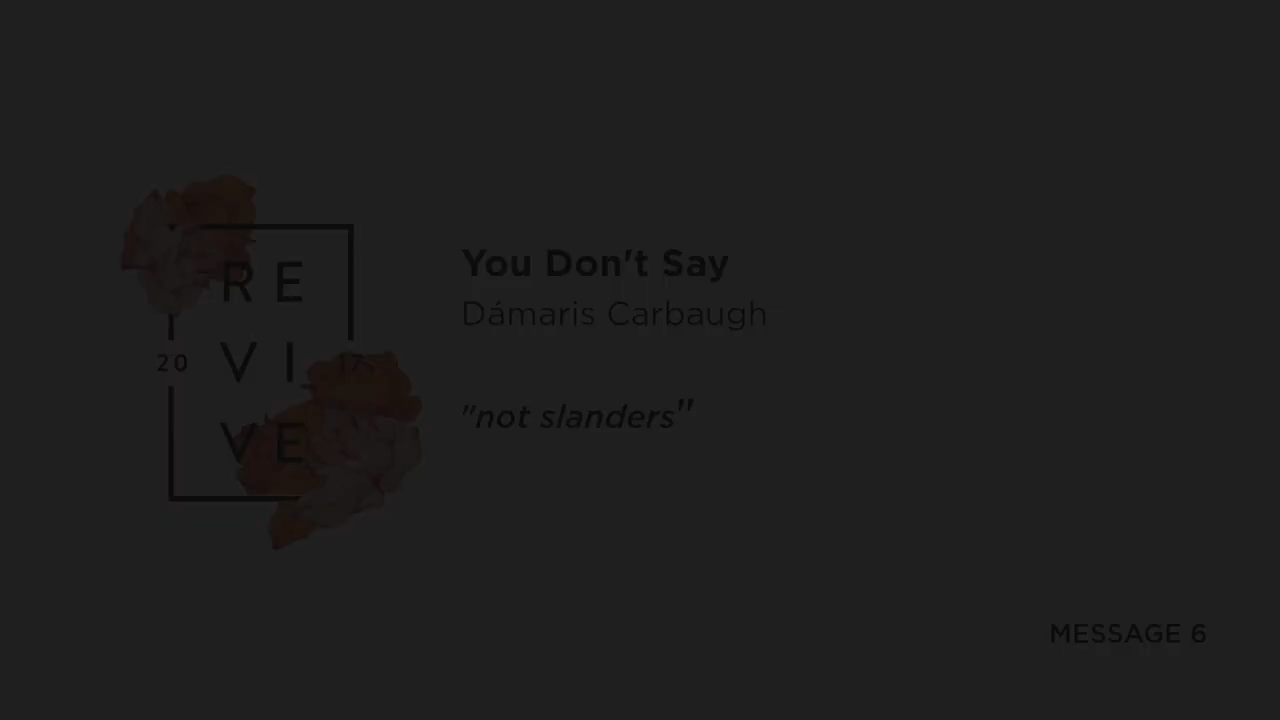 RE
20 VI 17
VE
You Don't Say
Dámaris Carbaugh
"not slanders"
MESSAGE 6